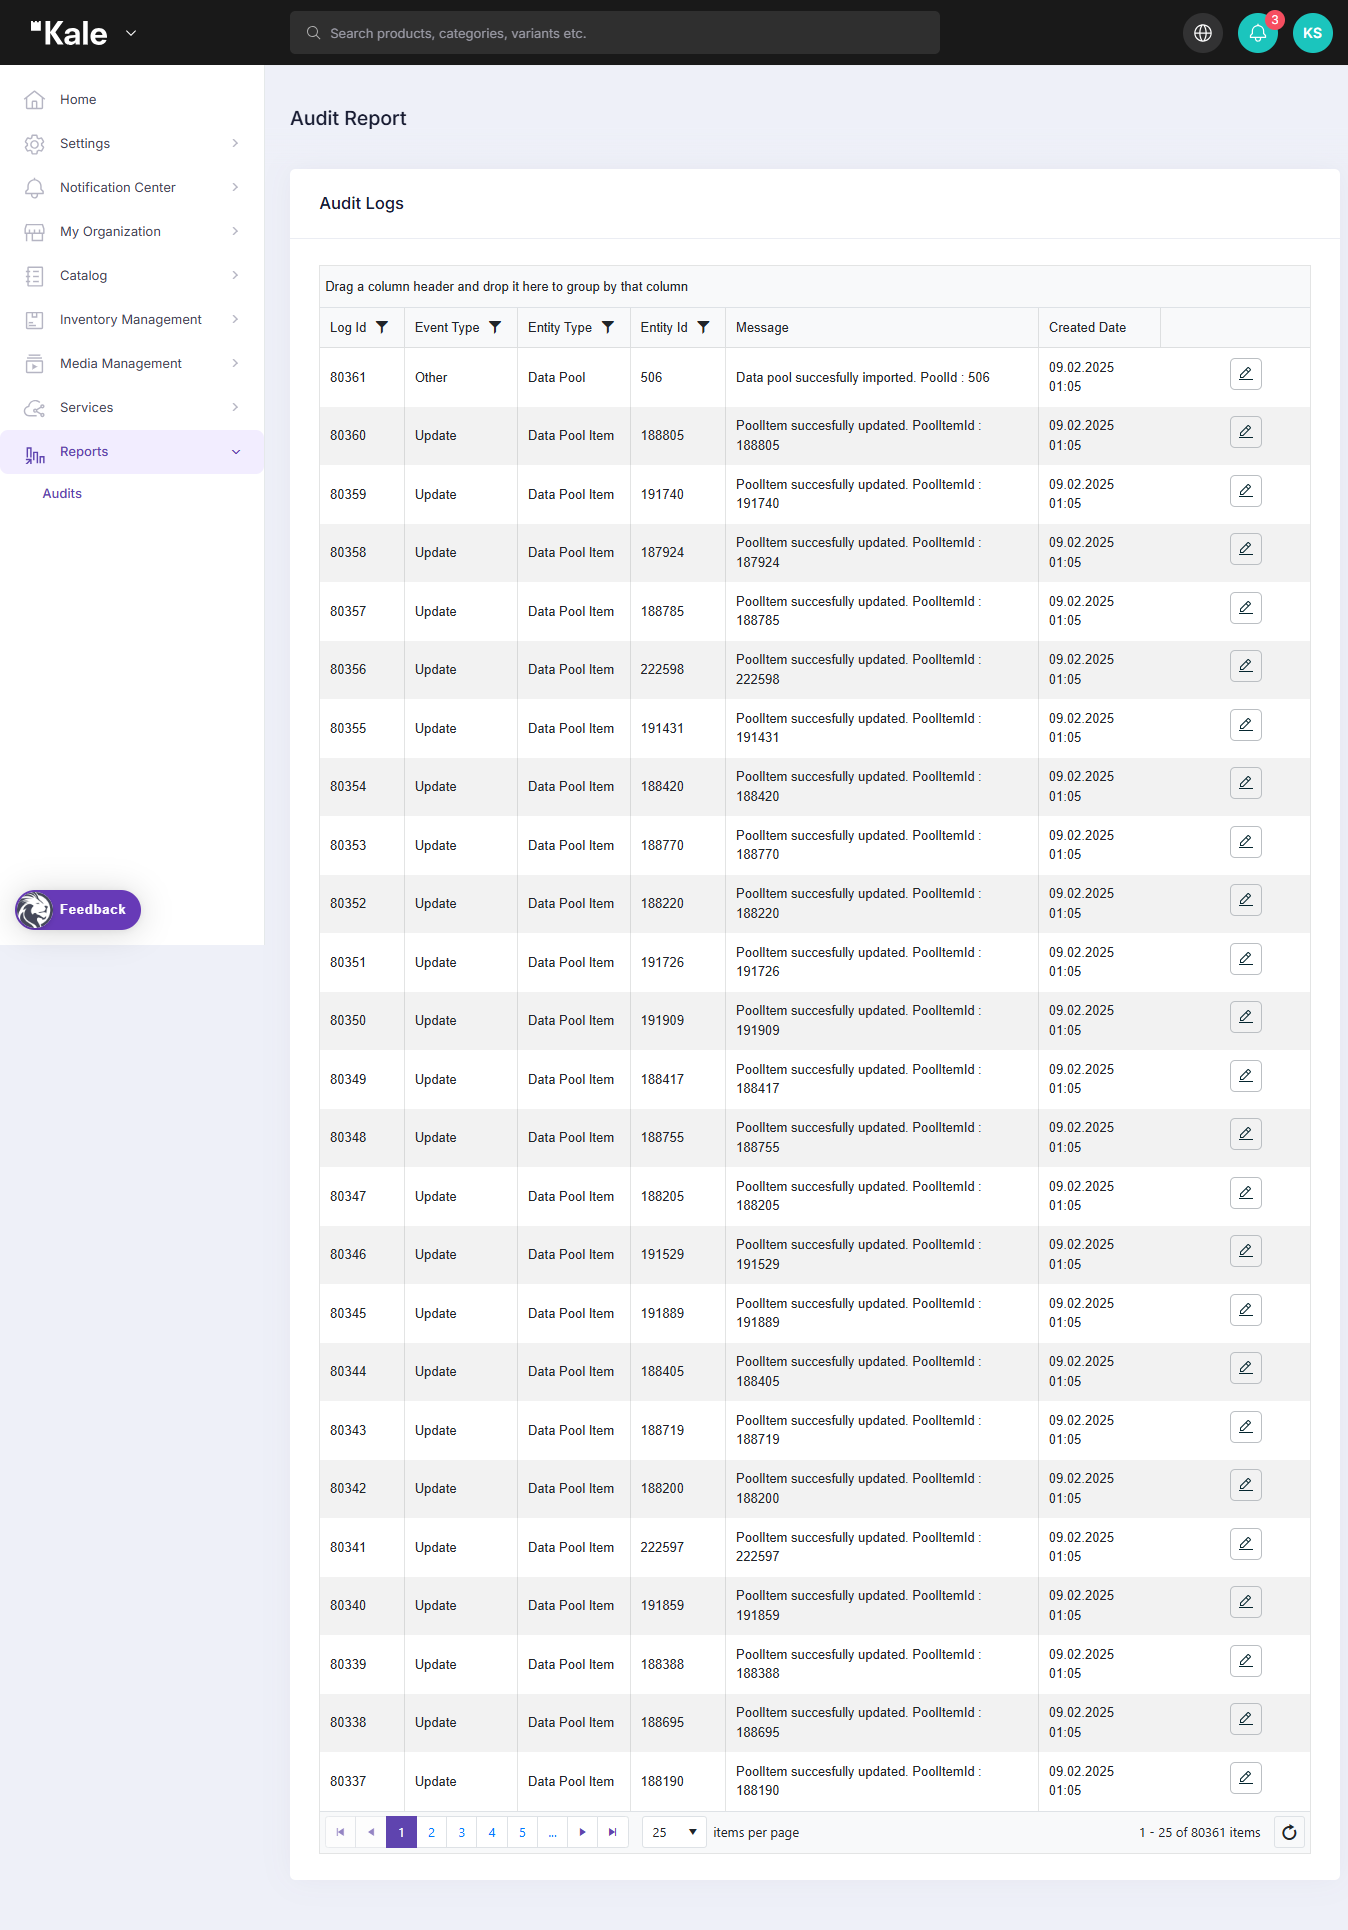 Kale
Search products, categories, variants etc.
3
KS
Home
Settings
Notification Center
My Organization
Catalog
Inventory Management
Media Management
Services
Reports
Audits
Feedback
Audit Report
Audit Logs
Drag a column header and drop it here to group by that column
Log Id Event Type Entity Type Entity Id Message Created Date
80361 Other Data Pool 506 Data pool succesfully imported. PoolId : 506 09.02.2025
01:05
80360 Update Data Pool Item 188805 PoolItem succesfully updated. PoolItemId : 09.02.2025
188805 01:05
80359 Update Data Pool Item 191740 PoolItem succesfully updated. PoolItemId : 09.02.2025
191740 01:05
80358 Update Data Pool Item 187924 PoolItem succesfully updated. PoolItemId : 09.02.2025
187924 01:05
80357 Update Data Pool Item 188785 PoolItem succesfully updated. PoolItemId : 09.02.2025
188785 01:05
80356 Update Data Pool Item 222598 PoolItem succesfully updated. PoolItemId : 09.02.2025
222598 01:05
80355 Update Data Pool Item 191431 PoolItem succesfully updated. PoolItemId : 09.02.2025
191431 01:05
80354 Update Data Pool Item 188420 PoolItem succesfully updated. PoolItemId : 09.02.2025
188420 01:05
80353 Update Data Pool Item 188770 PoolItem succesfully updated. PoolItemId : 09.02.2025
188770 01:05
80352 Update Data Pool Item 188220 PoolItem succesfully updated. PoolItemId : 09.02.2025
188220 01:05
80351 Update Data Pool Item 191726 PoolItem succesfully updated. PoolItemId : 09.02.2025
191726 01:05
80350 Update Data Pool Item 191909 PoolItem succesfully updated. PoolItemId : 09.02.2025
191909 01:05
80349 Update Data Pool Item 188417 PoolItem succesfully updated. PoolItemId : 09.02.2025
188417 01:05
80348 Update Data Pool Item 188755 PoolItem succesfully updated. PoolItemId : 09.02.2025
188755 01:05
80347 Update Data Pool Item 188205 PoolItem succesfully updated. PoolItemId : 09.02.2025
188205 01:05
80346 Update Data Pool Item 191529 PoolItem succesfully updated. PoolItemId : 09.02.2025
191529 01:05
80345 Update Data Pool Item 191889 PoolItem succesfully updated. PoolItemId : 09.02.2025
191889 01:05
80344 Update Data Pool Item 188405 PoolItem succesfully updated. PoolItemId : 09.02.2025
188405 01:05
80343 Update Data Pool Item 188719 PoolItem succesfully updated. PoolItemId : 09.02.2025
188719 01:05
80342 Update Data Pool Item 188200 PoolItem succesfully updated. PoolItemId : 09.02.2025
188200 01:05
80341 Update Data Pool Item 222597 PoolItem succesfully updated. PoolItemId : 09.02.2025
222597 01:05
80340 Update Data Pool Item 191859 PoolItem succesfully updated. PoolItemId : 09.02.2025
191859 01:05
80339 Update Data Pool Item 188388 PoolItem succesfully updated. PoolItemId : 09.02.2025
188388 01:05
80338 Update Data Pool Item 188695 PoolItem succesfully updated. PoolItemId : 09.02.2025
188695 01:05
80337 Update Data Pool Item 188190 PoolItem succesfully updated. PoolItemId : 09.02.2025
188190 01:05
1 2 3 4 5 ... 25 items per page 1 - 25 of 80361 items